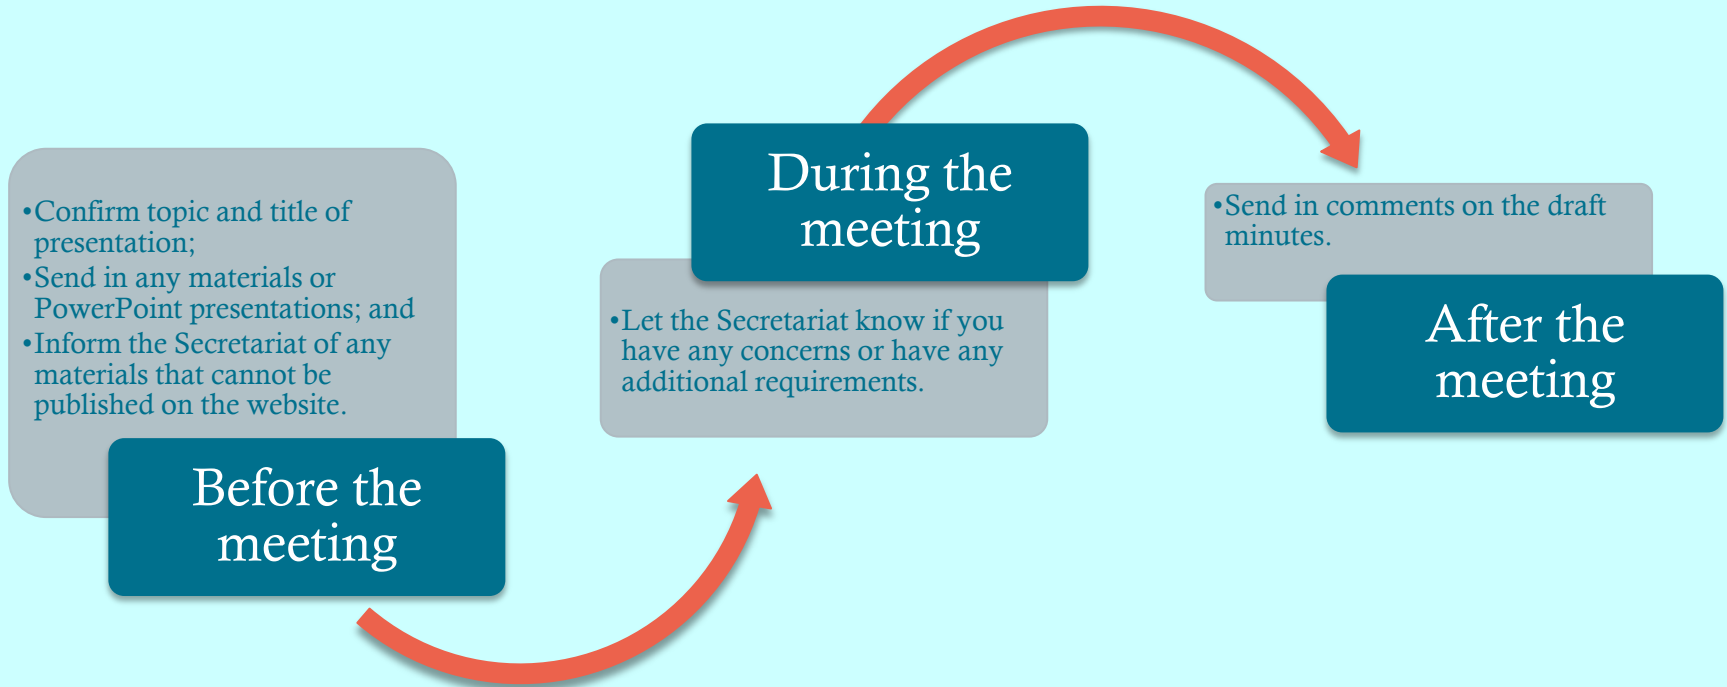 •Confirm topic and title of
presentation;
•Send in any materials or
PowerPoint presentations; and
•Inform the Secretariat of any
materials that cannot be
published on the website.
Before the
meeting
During the
meeting
•Let the Secretariat know if you
have any concerns or have any
additional requirements.
•Send in comments on the draft
minutes.
After the
meeting